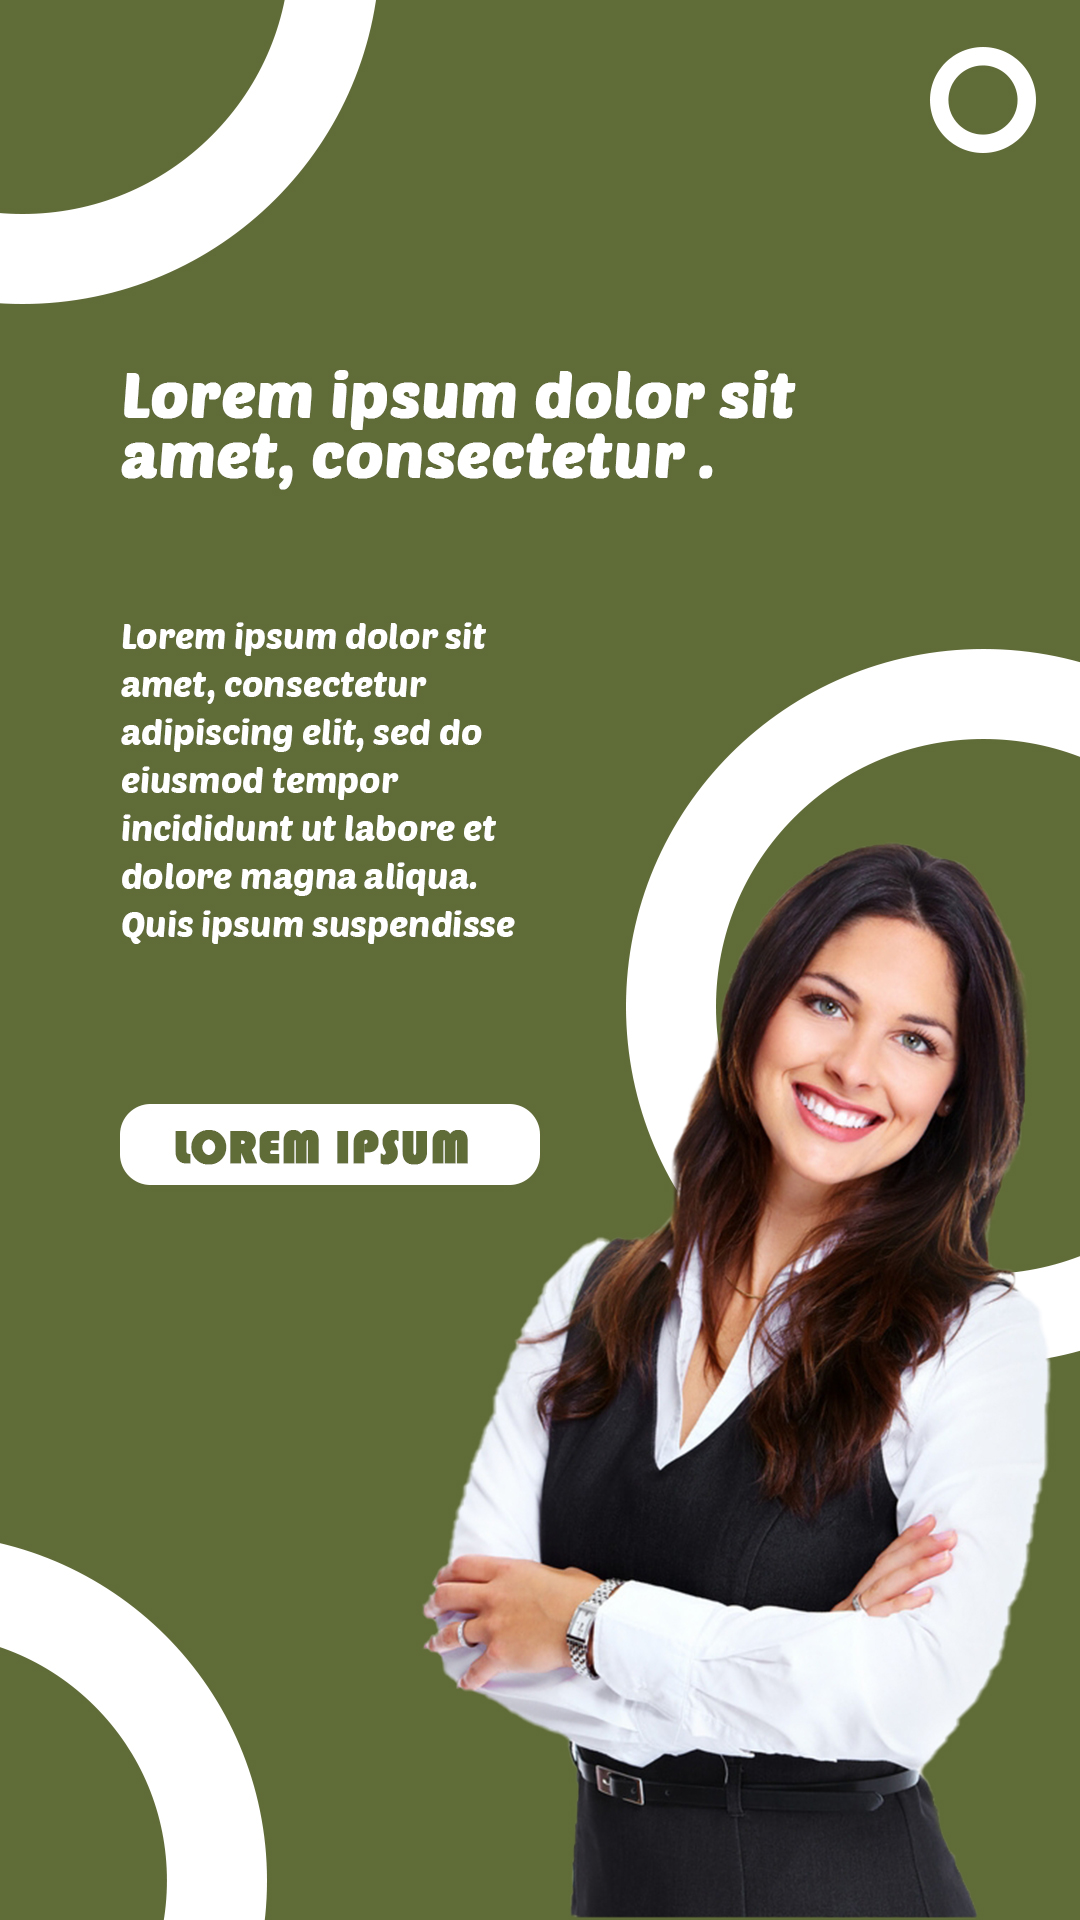 Lorem ipsum dolor sit
amet, consectetur .
Lorem ipsum dolor sit
amet, consectetur
adipiscing elit, sed do
eiusmod tempor
incididunt ut labore et
dolore magna aliqua.
Quis ipsum suspendisse
LOREM IPSUM